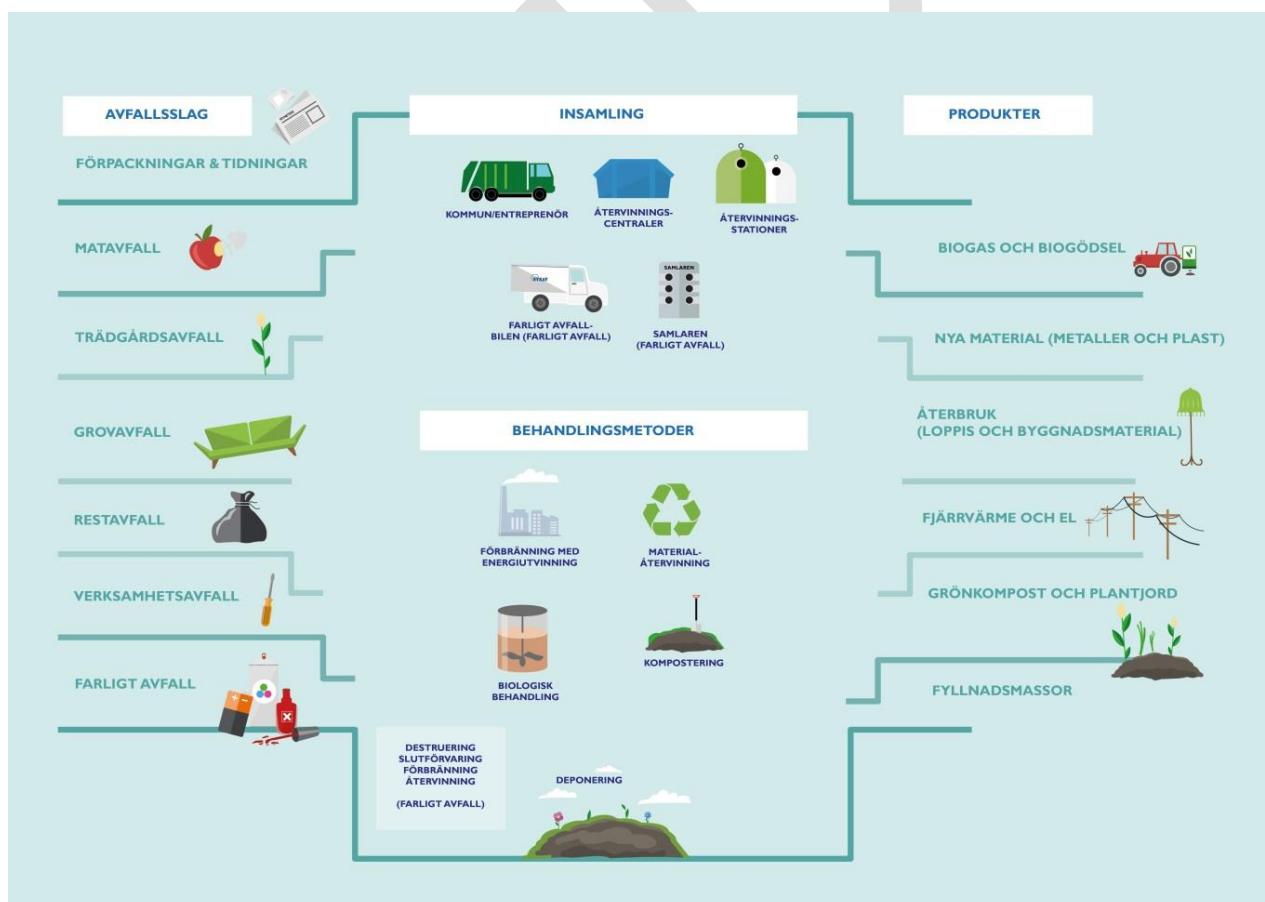 AVFALLSSLAG
FÖRPACKNINGAR & TIDNINGAR
MATAVFALL
TRÄDGÅRDSAVFALL
GROVAVFALL
RESTAVFALL
VERKSAMHETSAVFALL
FARLIGT AVFALL
INSAMLING
KOMMUN/ENTREPRENÖR
ÅTERVINNINGS-
CENTRALER
ÅTERVINNINGS-
STATIONER
FARLIGT AVFALL-
BILEN (FARLIGT AVFALL)
SAMLAREN
SAMLAREN
(FARLIGT AVFALL)
BEHANDLINGSMETODER
FÖRBRÄNNING MED
ENERGIUTVINNING
MATERIAL-
ÅTERVINNING
BIOLOGISK
BEHANDLING
KOMPOSTERING
DESTRUERING
SLUTFÖRVARING
FÖRBRÄNNING
ÅTERVINNING
(FARLIGT AVFALL)
DEPONERING
PRODUKTER
BIOGAS OCH BIOGÖDSEL
NYA MATERIAL (METALLER OCH PLAST)
ÅTERBRUK
(LOPPIS OCH BYGGNADSMATERIAL)
FJÄRRVÄRME OCH EL
GRÖNKOMPOST OCH PLANTJORD
FYLLNADSMASSOR